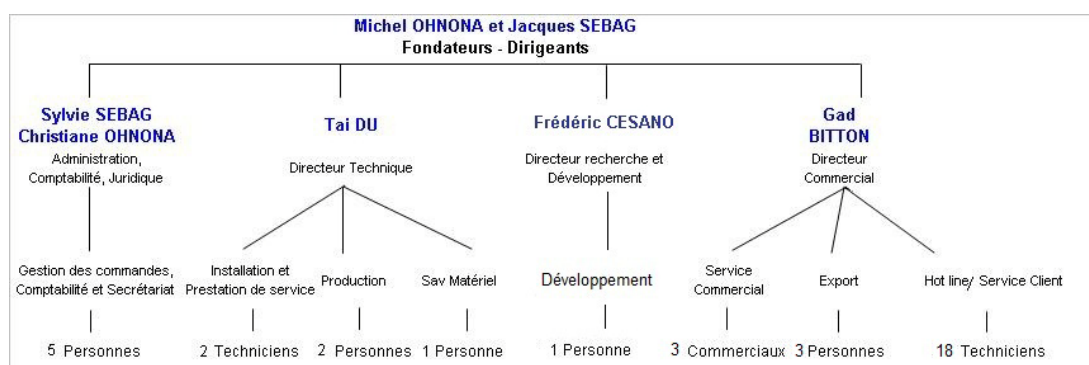 Michel OHNONA et Jacques SEBAG
Fondateurs - Dirigeants
Sylvie SEBAG
Christiane OHNONA
Administration,
Comptabilité, Juridique
Tai DU
Directeur Technique
Frédéric CESANO
Directeur recherche et
Développement
Gad
BITTON
Directeur
Commercial
Gestion des commandes,
Comptabilité et Secrétariat
Installation et
Prestation de service
Production
Sav Matériel
Développement
Service
Commercial
Export
Hot line/ Service Client
5 Personnes
2 Techniciens
2 Personnes
1 Personne
1 Personne
3 Commerciaux
3 Personnes
18 Techniciens